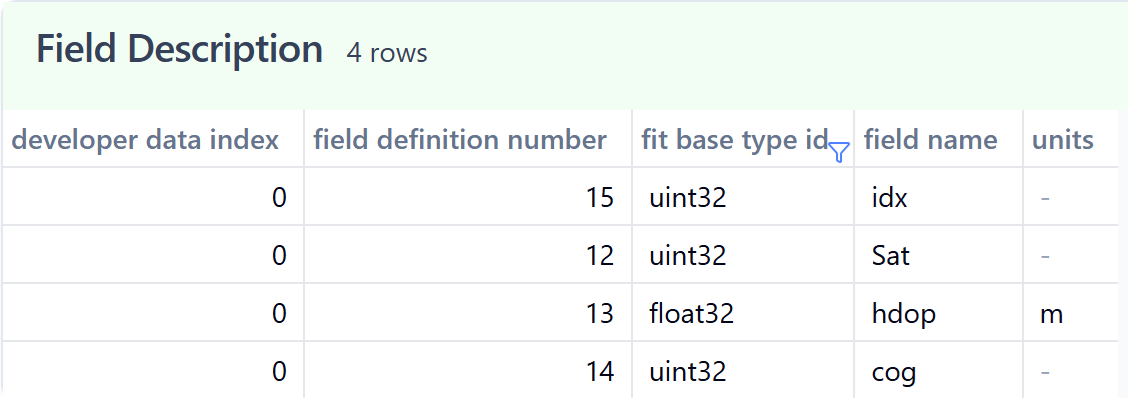 Field Description 4 rows
developer data index field definition number fit base type id field name units
0 15 uint32 idx -
0 12 uint32 Sat -
0 13 float32 hdop m
0 14 uint32 cog -